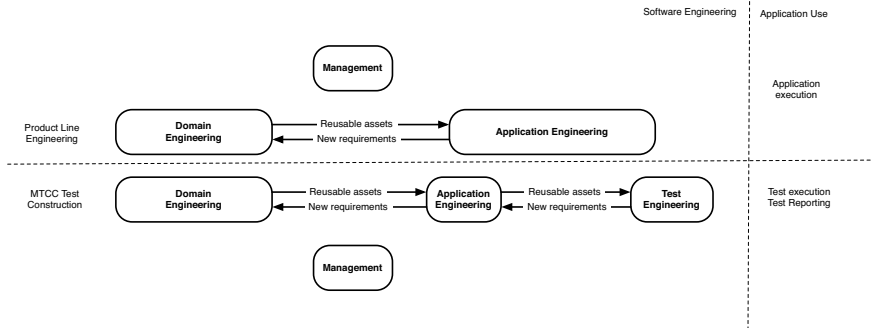 Software Engineering
Application Use
Management
Application
execution
Product Line
Engineering
Domain
Engineering
Reusable assets
New requirements
Application Engineering
MTCC Test
Construction
Domain
Engineering
Reusable assets
New requirements
Application
Engineering
Reusable assets
New requirements
Test
Engineering
Test execution
Test Reporting
Management